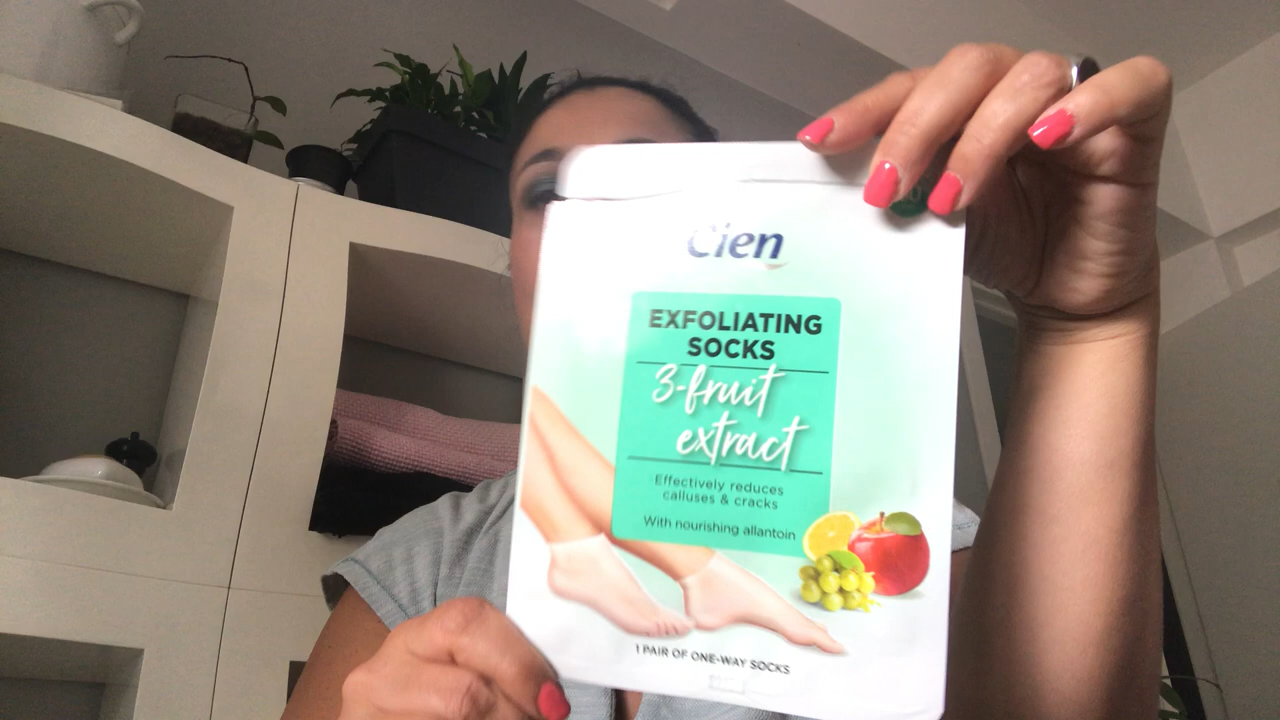 Cien
EXFOLIATING
SOCKS
3-fruit
extract
Effectively reduces
calluses & cracks
With nourishing allantoin
1 PAIR OF ONE-WAY SOCKS